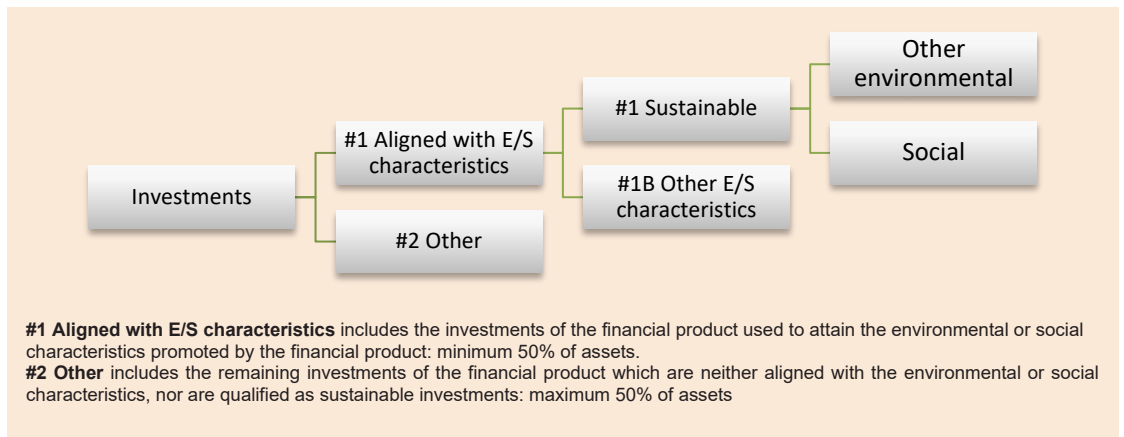 Investments
#1 Aligned with E/S
characteristics
#2 Other
#1 Sustainable
#1B Other E/S
characteristics
Other
environmental
Social
#1 Aligned with E/S characteristics includes the investments of the financial product used to attain the environmental or social
characteristics promoted by the financial product: minimum 50% of assets.
#2 Other includes the remaining investments of the financial product which are neither aligned with the environmental or social
characteristics, nor are qualified as sustainable investments: maximum 50% of assets